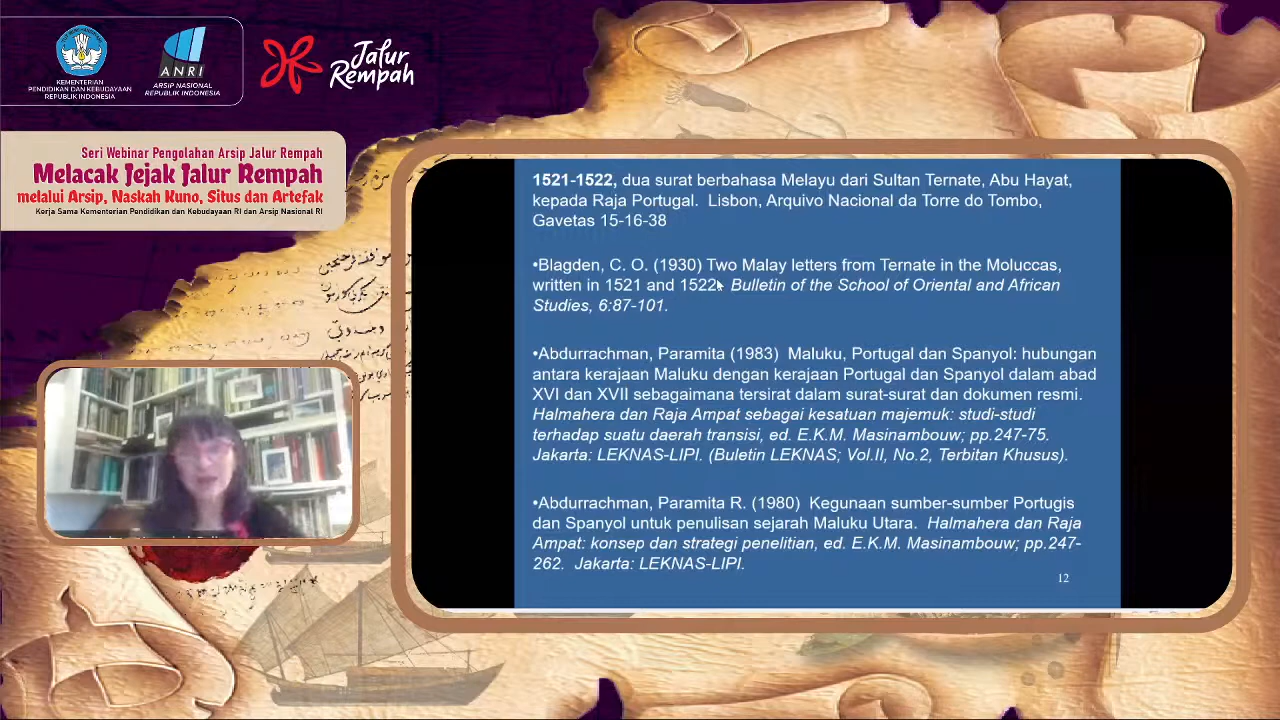 KEMENTERIAN
PENDIDIKAN DAN KEBUDAYAAN
REPUBLIK INDONESIA
ANRI
ARSIP NASIONAL
REPUBLIK INDONESIA
Jalur
Rempah
Seri Webinar Pengolahan Arsip Jalur Rempah
Melacak Jejak Jalur Rempah
melalui Arsip, Naskah Kuno, Situs dan Artefak
Kerja Sama Kementerian Pendidikan dan Kebudayaan RI dan Arsip Nasional RI
1521-1522, dua surat berbahasa Melayu dari Sultan Ternate, Abu Hayat,
kepada Raja Portugal. Lisbon, Arquivo Nacional da Torre do Tombo,
Gavetas 15-16-38
•Blagden, C. O. (1930) Two Malay letters from Ternate in the Moluccas,
written in 1521 and 1522. Bulletin of the School of Oriental and African
Studies, 6:87-101.
•Abdurrachman, Paramita (1983) Maluku, Portugal dan Spanyol: hubungan
antara kerajaan Maluku dengan kerajaan Portugal dan Spanyol dalam abad
XVI dan XVII sebagaimana tersirat dalam surat-surat dan dokumen resmi.
Halmahera dan Raja Ampat sebagai kesatuan majemuk: studi-studi
terhadap suatu daerah transisi, ed. E.K.M. Masinambouw; pp.247-75.
Jakarta: LEKNAS-LIPI. (Buletin LEKNAS; Vol.II, No.2, Terbitan Khusus).
•Abdurrachman, Paramita R. (1980) Kegunaan sumber-sumber Portugis
dan Spanyol untuk penulisan sejarah Maluku Utara. Halmahera dan Raja
Ampat: konsep dan strategi penelitian, ed. E.K.M. Masinambouw; pp.247-
262. Jakarta: LEKNAS-LIPI.
12